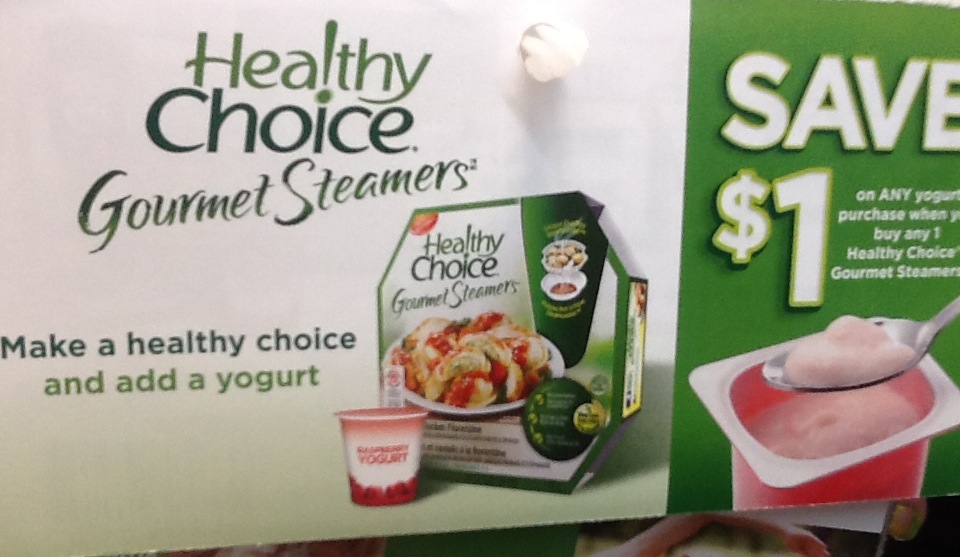 Healthy
Choice
Gourmet Steamers
Make a healthy choice
and add a yogurt
Healthy
Choice
Gourmet Steamers
RASPBERRY
YOGURT
SAVE
$1
on ANY yogurt
purchase when
buy any 1
Healthy Choice
Gourmet Steamers